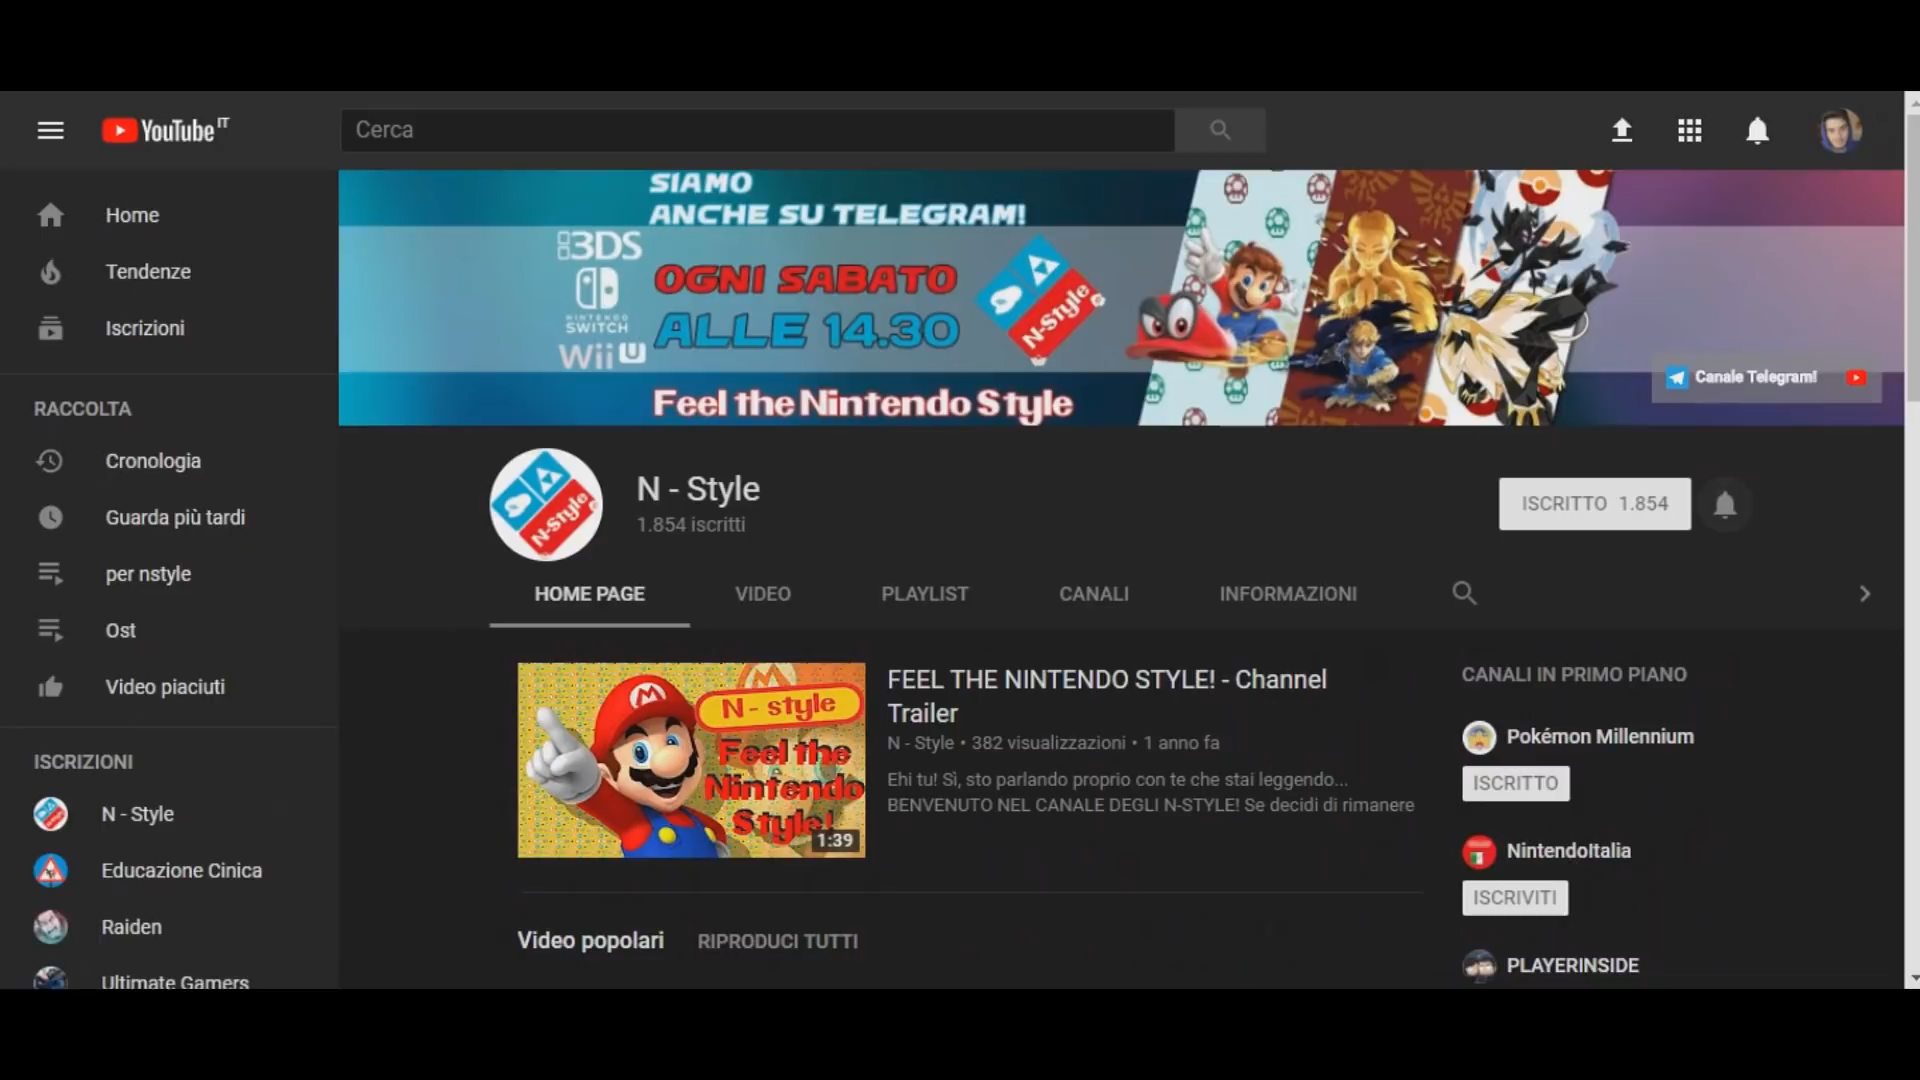 YouTube IT
Cerca
Home
Tendenze
Iscrizioni
RACCOLTA
Cronologia
Guarda più tardi
per nstyle
Ost
Video piaciuti
ISCRIZIONI
N - Style
Educazione Cinica
Raiden
Ultimate Gamers
SIAMO
ANCHE SU TELEGRAM!
3DS
NINTENDO
SWITCH
Wii U
OGNI SABATO
ALLE 14.30
N-Style
Feel the Nintendo Style
Canale Telegram!
N-Style
N - Style
1.854 iscritti
ISCRITTO 1.854
HOME PAGE
VIDEO
PLAYLIST
CANALI
INFORMAZIONI
M
N - style
Feel the
Nintendo
Style!
1:39
FEEL THE NINTENDO STYLE! - Channel
Trailer
N - Style • 382 visualizzazioni • 1 anno fa
Ehi tu! Sì, sto parlando proprio con te che stai leggendo...
BENVENUTO NEL CANALE DEGLI N-STYLE! Se decidi di rimanere
Video popolari
RIPRODUCI TUTTI
CANALI IN PRIMO PIANO
Pokémon Millennium
ISCRITTO
NintendoItalia
ISCRIVITI
PLAYERINSIDE